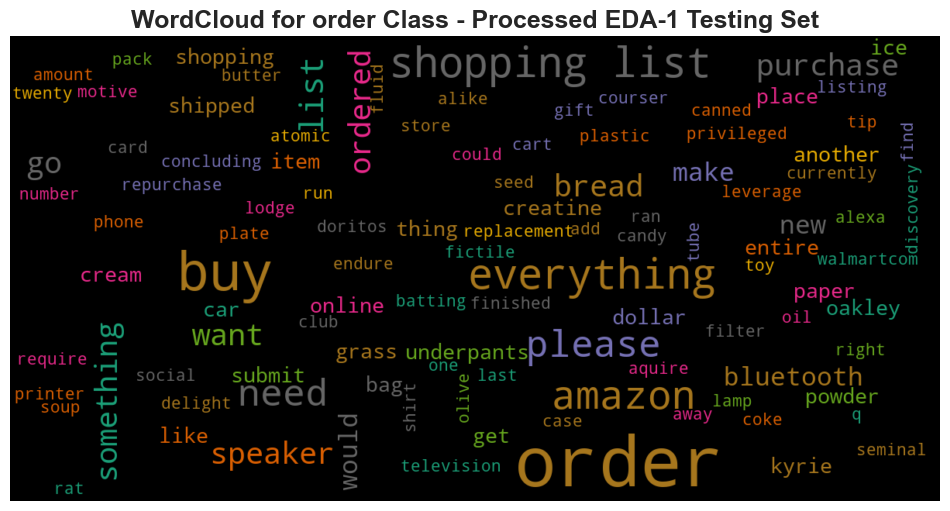 WordCloud for order Class - Processed EDA-1 Testing Set
pack
shopping
ordered
shopping list
ice
amount
butter
list
fluid
purchase
twenty
motive
shipped
alike
courser
place
listing
gift
canned
store
atomic
cart
plastic
privileged
tip
find
card
concluding
item
could
another
go
repurchase
run
seed
bread
make
currently
number
lodge
creatine
leverage
discovery
phone
doritos
thing
replacement
add
ran
new
alexa
plate
candy
tube
fictile
entire
walmartcom
cream
buy
endure
everything
toy
batting
finished
paper
car
online
oakley
club
dollar
oil
want
filter
something
grass
underpants
please
right
require
one
social
submit
last
aquire
bluetooth
need
bag
shirt
olive
amazon
printer
delight
lamp
powder
soup
case
away
coke
q
like
would
get
speaker
order
seminal
television
kyrie
rat